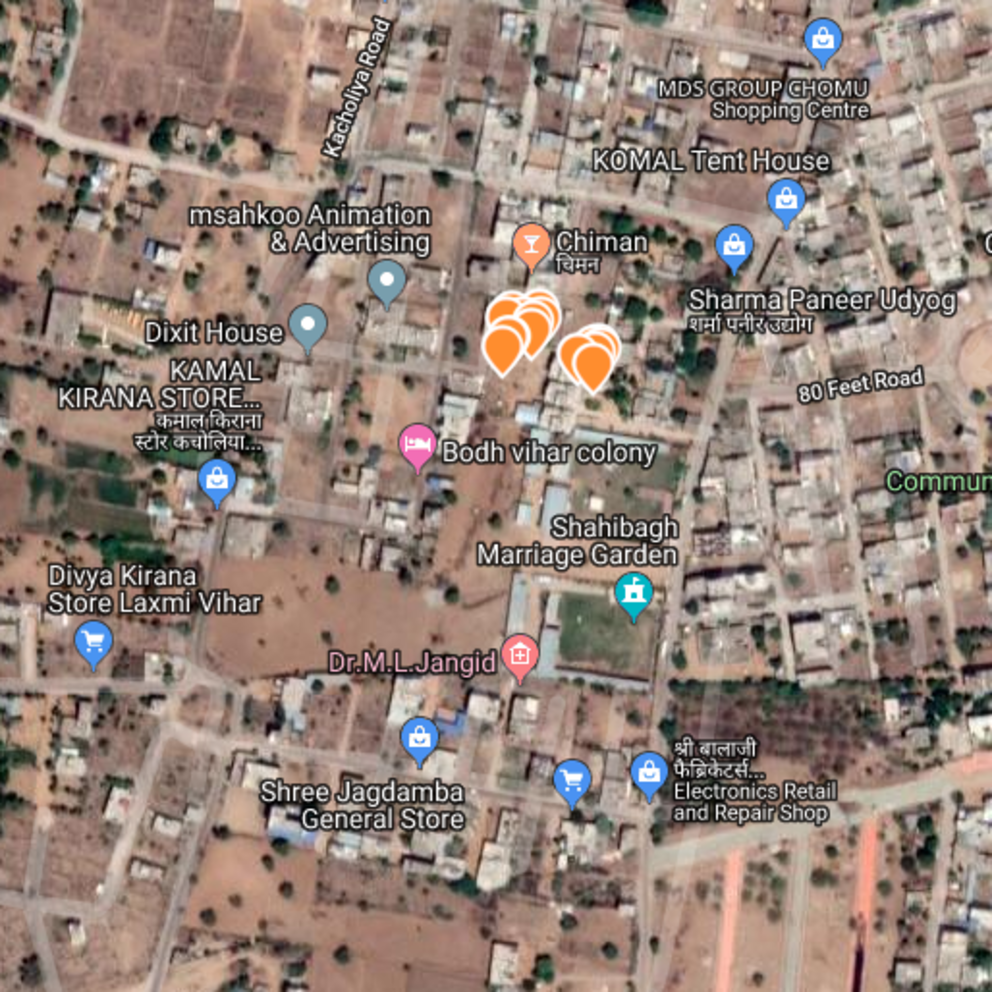 Kacholiya Road
MDS GROUP CHOMU
Shopping Centre
KOMAL Tent House
msahkoo Animation
& Advertising
Chiman
चिमन
Sharma Paneer Udyog
शर्मा पनीर उद्योग
Dixit House
KAMAL
KIRANA STORE...
कमाल किराना
स्टोर कचोलिया...
80 Feet Road
Bodh vihar colony
Commun
Shahibagh
Marriage Garden
Divya Kirana
Store Laxmi Vihar
Dr.M.L.Jangid
Shree Jagdamba
General Store
श्री बालाजी
फैब्रिकेटर्स...
Electronics Retail
and Repair Shop